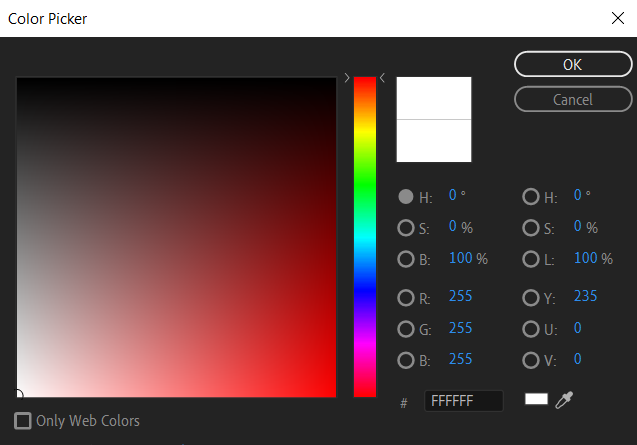 Color Picker
OK
Cancel
H: 0 ° H: 0 °
S: 0 % S: 0 %
B: 100 % L: 100 %
R: 255 Y: 235
G: 255 U: 0
B: 255 V: 0
# FFFFFF
Only Web Colors